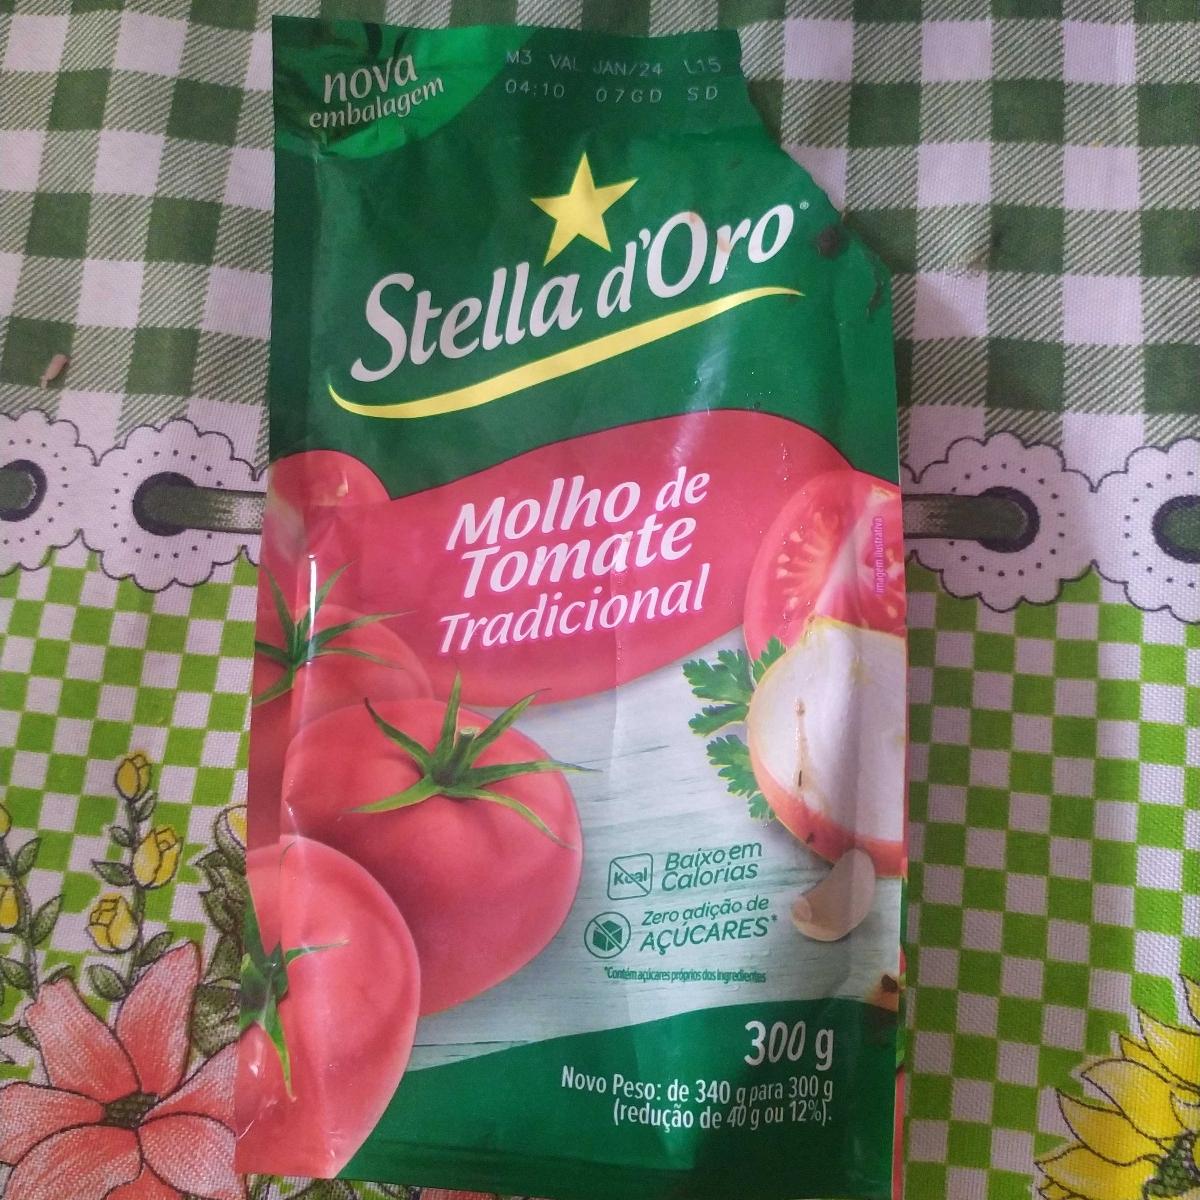 nova
embalagem
M3 VAL JAN/24 L15
04:10 07GD SD
Stella d'Oro®
Molho de
Tomate
Tradicional
imagem ilustrativa
Kcal
Baixo em
Calorias
Zero adição de
AÇÚCARES*
*Contém açúcares próprios dos ingredientes
300 g
Novo Peso: de 340 g para 300 g
(redução de 40 g ou 12%).